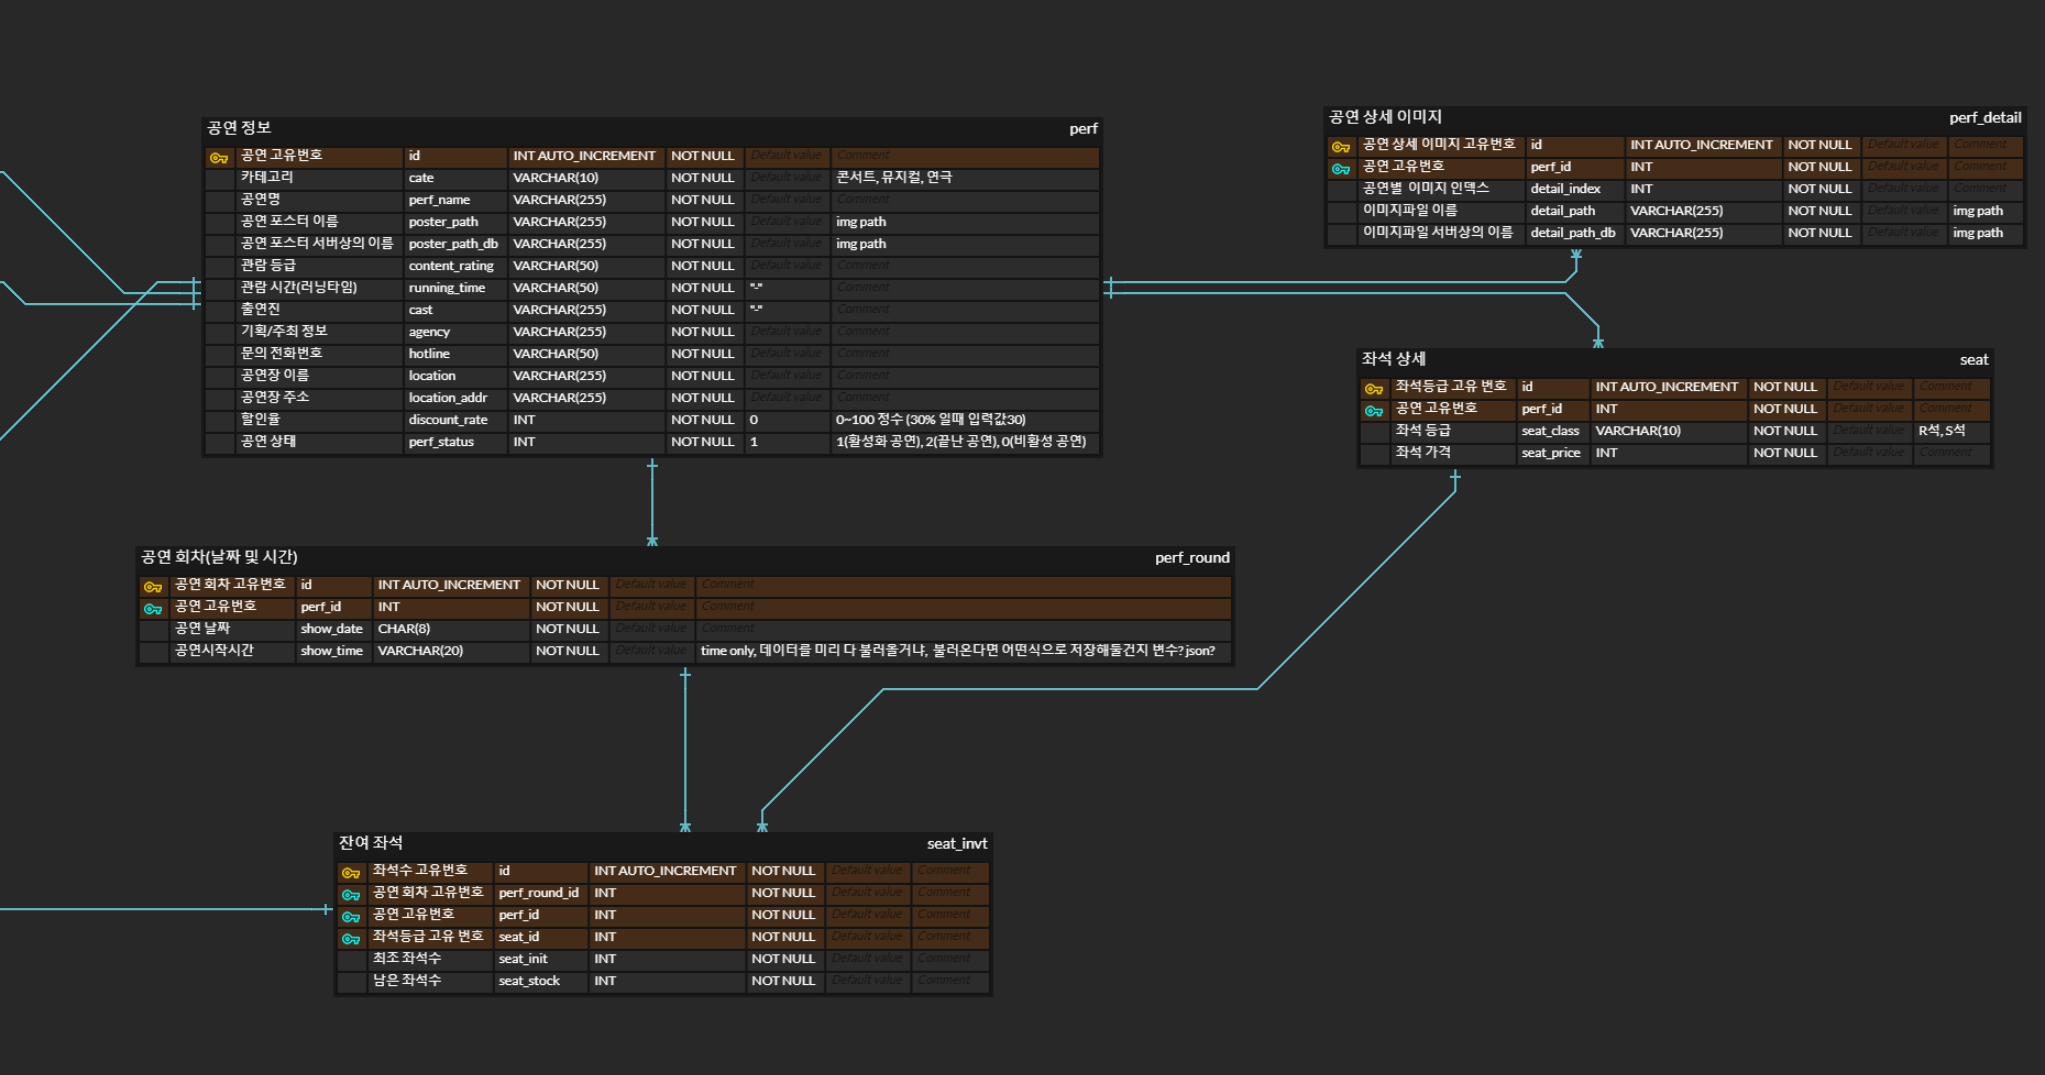 공연 정보 perf
공연 고유번호 id INT AUTO_INCREMENT NOT NULL Default value Comment
카테고리 cate VARCHAR(10) NOT NULL Default value 콘서트, 뮤지컬, 연극
공연명 perf_name VARCHAR(255) NOT NULL Default value Comment
공연 포스터 이름 poster_path VARCHAR(255) NOT NULL Default value img path
공연 포스터 서버상의 이름 poster_path_db VARCHAR(255) NOT NULL Default value img path
관람 등급 content_rating VARCHAR(50) NOT NULL Default value Comment
관람 시간(러닝타임) running_time VARCHAR(50) NOT NULL "-" Comment
출연진 cast VARCHAR(255) NOT NULL "-" Comment
기획/주최 정보 agency VARCHAR(255) NOT NULL Default value Comment
문의 전화번호 hotline VARCHAR(50) NOT NULL Default value Comment
공연장 이름 location VARCHAR(255) NOT NULL Default value Comment
공연장 주소 location_addr VARCHAR(255) NOT NULL Default value Comment
할인율 discount_rate INT NOT NULL 0 0~100 정수 (30% 일때 입력값30)
공연 상태 perf_status INT NOT NULL 1 1(활성화 공연), 2(끝난 공연), 0(비활성 공연)
공연 상세 이미지 perf_detail
공연 상세 이미지 고유번호 id INT AUTO_INCREMENT NOT NULL Default value Comment
공연 고유번호 perf_id INT NOT NULL Default value Comment
공연별 이미지 인덱스 detail_index INT NOT NULL Default value Comment
이미지파일 이름 detail_path VARCHAR(255) NOT NULL Default value img path
이미지파일 서버상의 이름 detail_path_db VARCHAR(255) NOT NULL Default value img path
좌석 상세 seat
좌석등급 고유 번호 id INT AUTO_INCREMENT NOT NULL Default value Comment
공연 고유번호 perf_id INT NOT NULL Default value Comment
좌석 등급 seat_class VARCHAR(10) NOT NULL Default value R석, S석
좌석 가격 seat_price INT NOT NULL Default value Comment
공연 회차(날짜 및 시간) perf_round
공연 회차 고유번호 id INT AUTO_INCREMENT NOT NULL Default value Comment
공연 고유번호 perf_id INT NOT NULL Default value Comment
공연 날짜 show_date CHAR(8) NOT NULL Default value Comment
공연시작시간 show_time VARCHAR(20) NOT NULL Default value time only, 데이터를 미리 다 불러올거냐, 불러온다면 어떤식으로 저장해둘건지 변수? json?
잔여 좌석 seat_invt
좌석수 고유번호 id INT AUTO_INCREMENT NOT NULL Default value Comment
공연 회차 고유번호 perf_round_id INT NOT NULL Default value Comment
공연 고유번호 perf_id INT NOT NULL Default value Comment
좌석등급 고유 번호 seat_id INT NOT NULL Default value Comment
최조 좌석수 seat_init INT NOT NULL Default value Comment
남은 좌석수 seat_stock INT NOT NULL Default value Comment